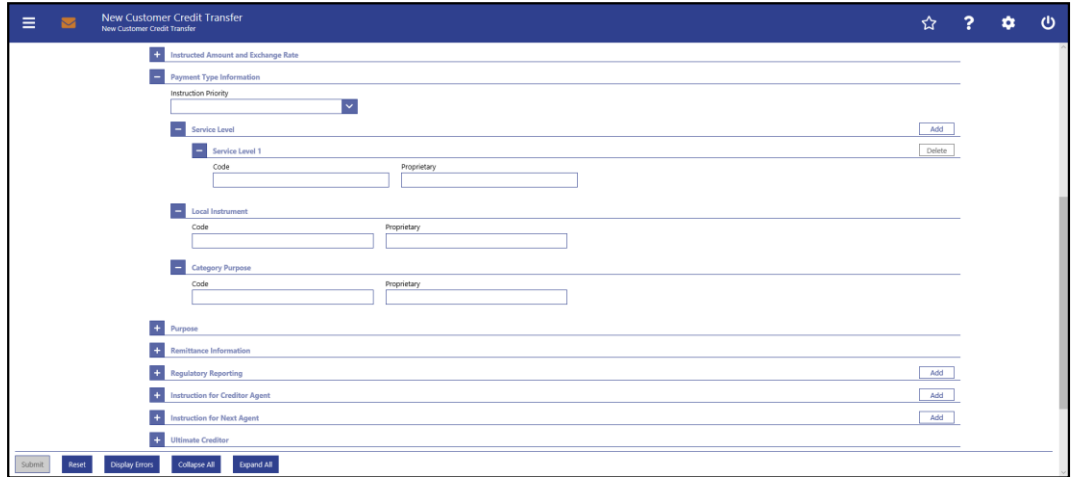 New Customer Credit Transfer
New Customer Credit Transfer
Instructed Amount and Exchange Rate
Payment Type Information
Instruction Priority
Service Level Add
Service Level 1 Delete
Code Proprietary
Local Instrument
Code Proprietary
Category Purpose
Code Proprietary
Purpose
Remittance Information
Regulatory Reporting Add
Instruction for Creditor Agent Add
Instruction for Next Agent Add
Ultimate Creditor
Submit Reset Display Errors Collapse All Expand All